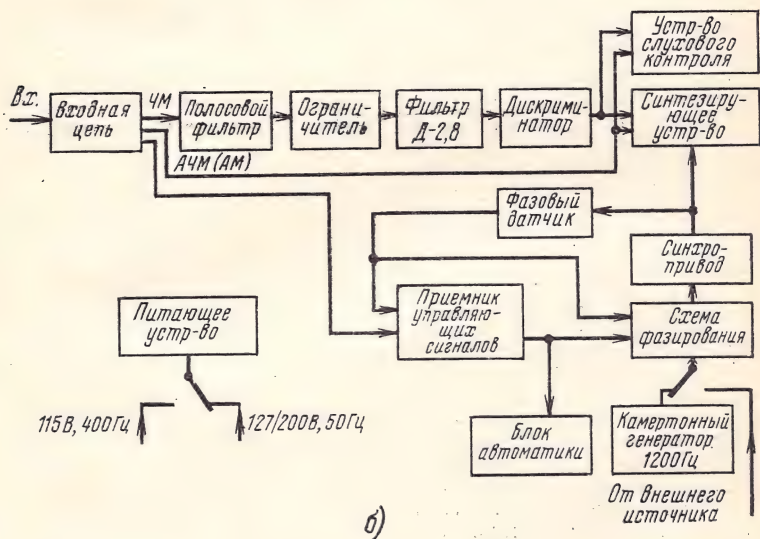 Устр-во
слухового
контроля
Вх.
Входная
цепь
ЧМ
Полосовой
фильтр
Ограни-
читель
Фильтр
Д-2,8
Дискрими-
натор
Синтезиру-
ющее
устр-во
АЧМ (АМ)
Фазовый
датчик
Синхро-
привод
Питающее
устр-во
Приемник
управляю-
щих
сигналов
Схема
фазирования
115В, 400Гц
127/200В, 50Гц
Блок
автоматики
Камертонный
генератор
1200Гц
От внешнего
источника
б)